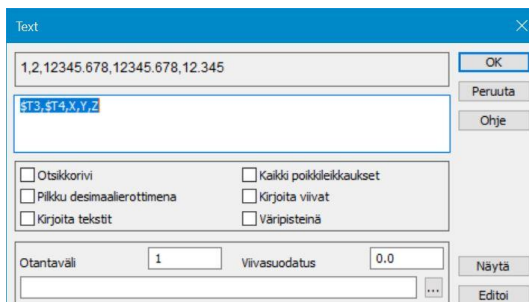 Text
1,2,12345.678,12345.678,12.345
$T3,$T4,X,Y,Z
OK
Peruuta
Ohje
Otsikkorivi
Kaikki poikkileikkaukset
Pilkku desimaalierottimena
Kirjoita viivat
Kirjoita tekstit
Väripisteinä
Otantaväli 1 Viivasuodatus 0.0
...
Näytä
Editoi